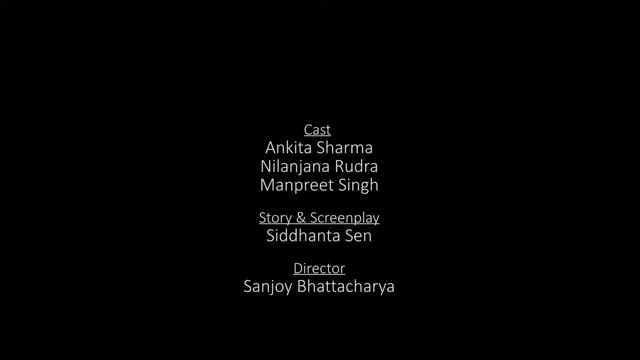 Cast
Ankita Sharma
Nilanjana Rudra
Manpreet Singh
Story & Screenplay
Siddhanta Sen
Director
Sanjoy Bhattacharya